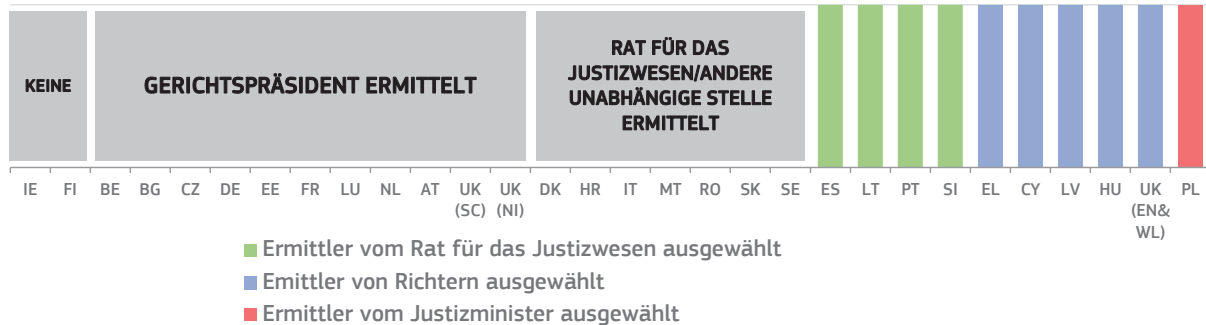 KEINE
GERICHTSPRÄSIDENT ERMITTELT
RAT FÜR DAS
JUSTIZWESEN/ANDERE
UNABHÄNGIGE STELLE
ERMITTELT
IE FI BE BG CZ DE EE FR LU NL AT UK UK DK HR IT MT RO SK SE ES LT PT SI EL CY LV HU UK PL
(SC) (NI) (EN&
WL)
Ermittler vom Rat für das Justizwesen ausgewählt
Emittler von Richtern ausgewählt
Ermittler vom Justizminister ausgewählt